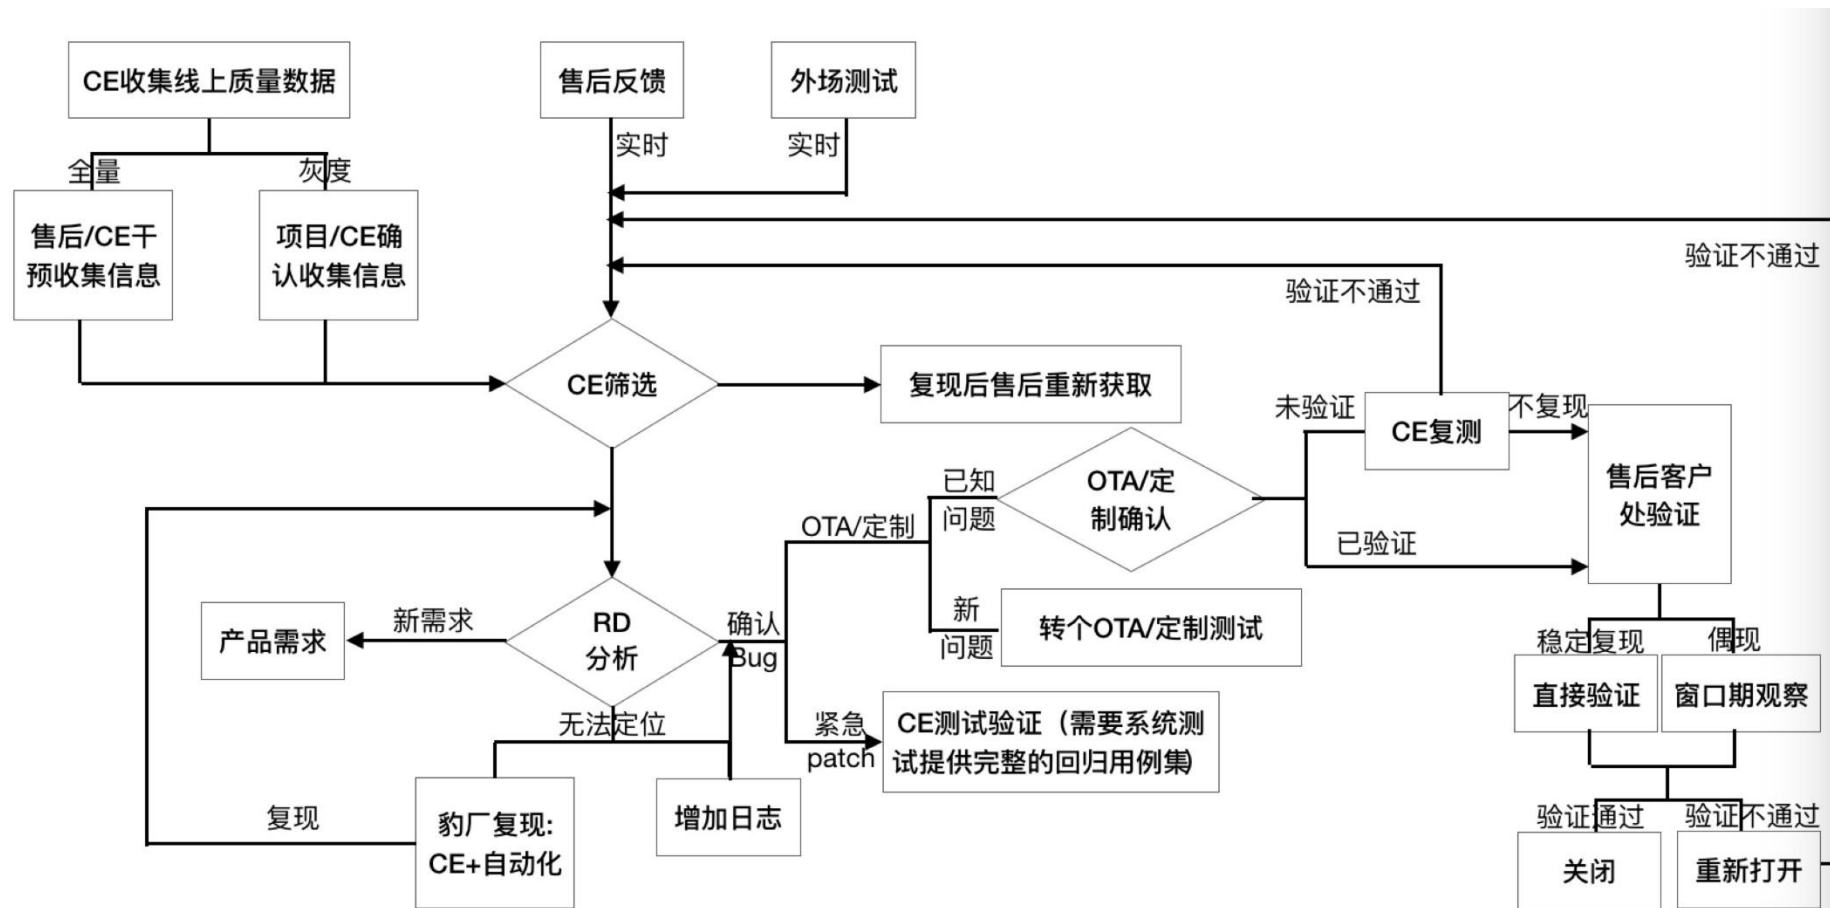 CE收集线上质量数据
售后反馈
外场测试
实时
实时
全量
灰度
售后/CE干
预收集信息
项目/CE确
认收集信息
验证不通过
验证不通过
CE筛选
复现后售后重新获取
未验证
CE复测
不复现
已知
问题
OTA/定
制确认
售后客户
处验证
OTA/定制
已验证
新
问题
转个OTA/定制测试
产品需求
新需求
RD
分析
确认
Bug
稳定复现
偶现
直接验证
窗口期观察
无法定位
紧急
patch
CE测试验证（需要系统测
试提供完整的回归用例集)
复现
豹厂复现:
CE+自动化
增加日志
验证通过
验证不通过
关闭
重新打开